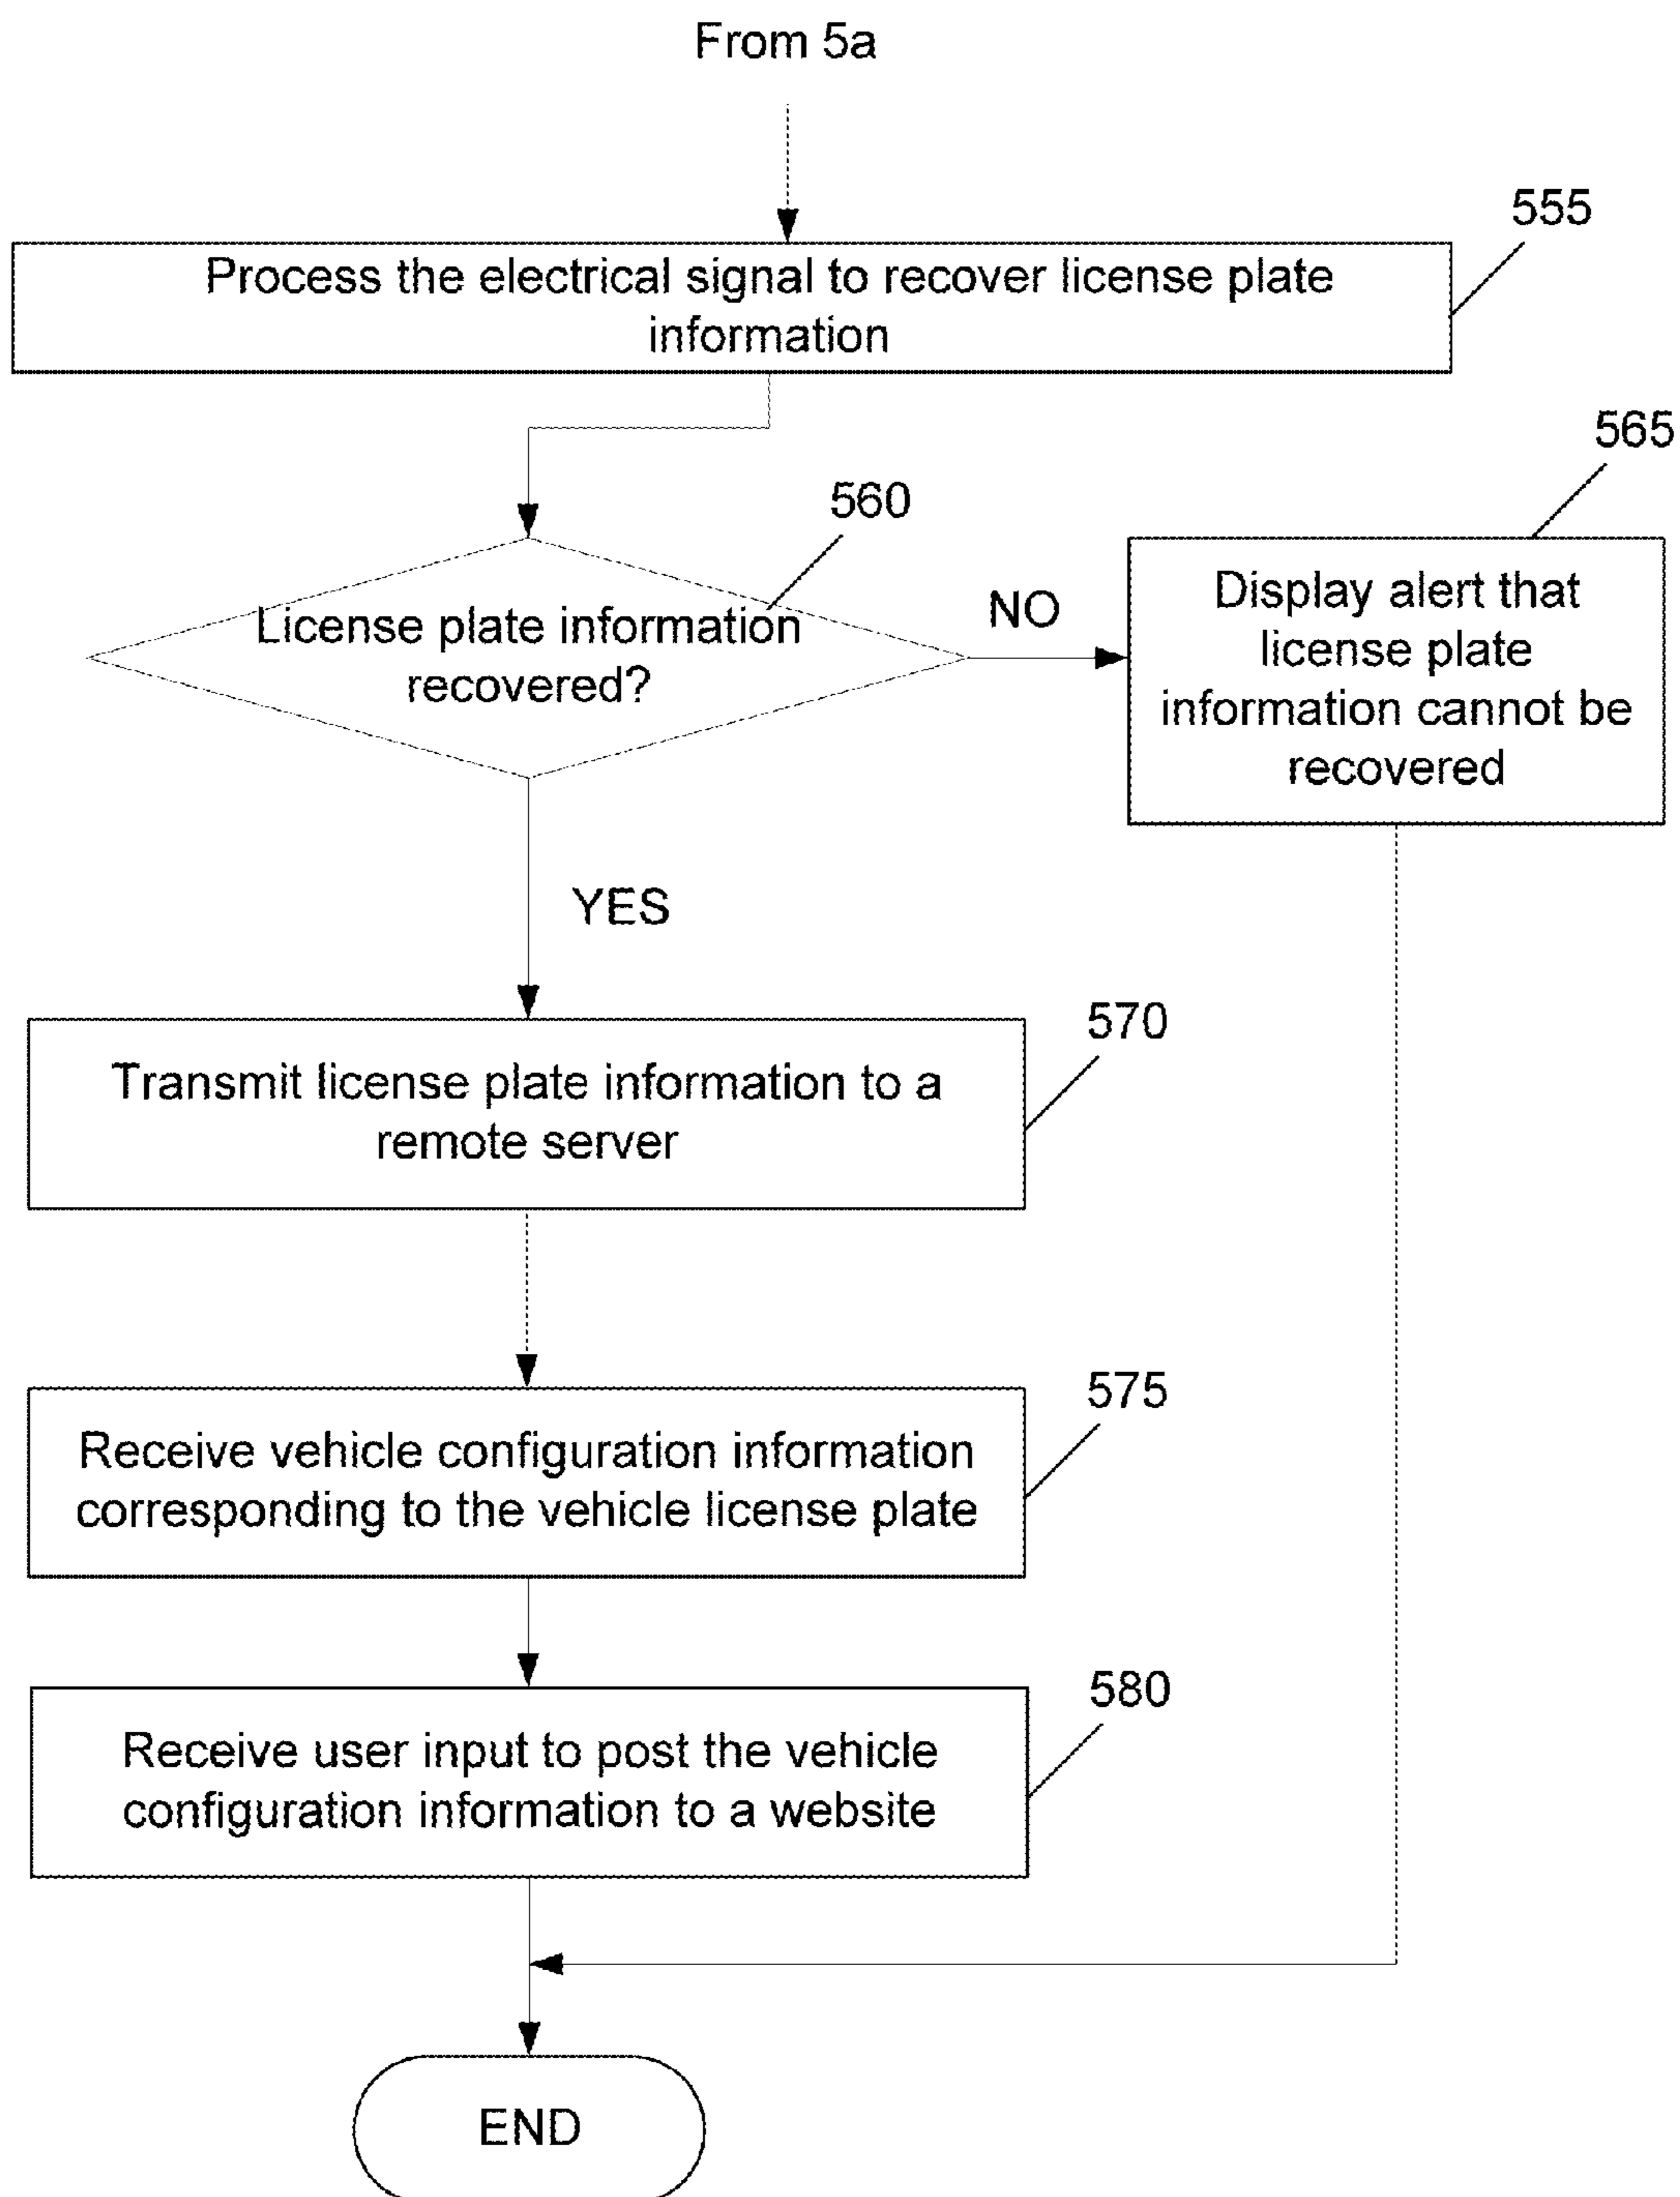 From 5a
555
Process the electrical signal to recover license plate
information
565
560
License plate information
recovered?
NO
Display alert that
license plate
information cannot be
recovered
YES
570
Transmit license plate information to a
remote server
575
Receive vehicle configuration information
corresponding to the vehicle license plate
580
Receive user input to post the vehicle
configuration information to a website
END